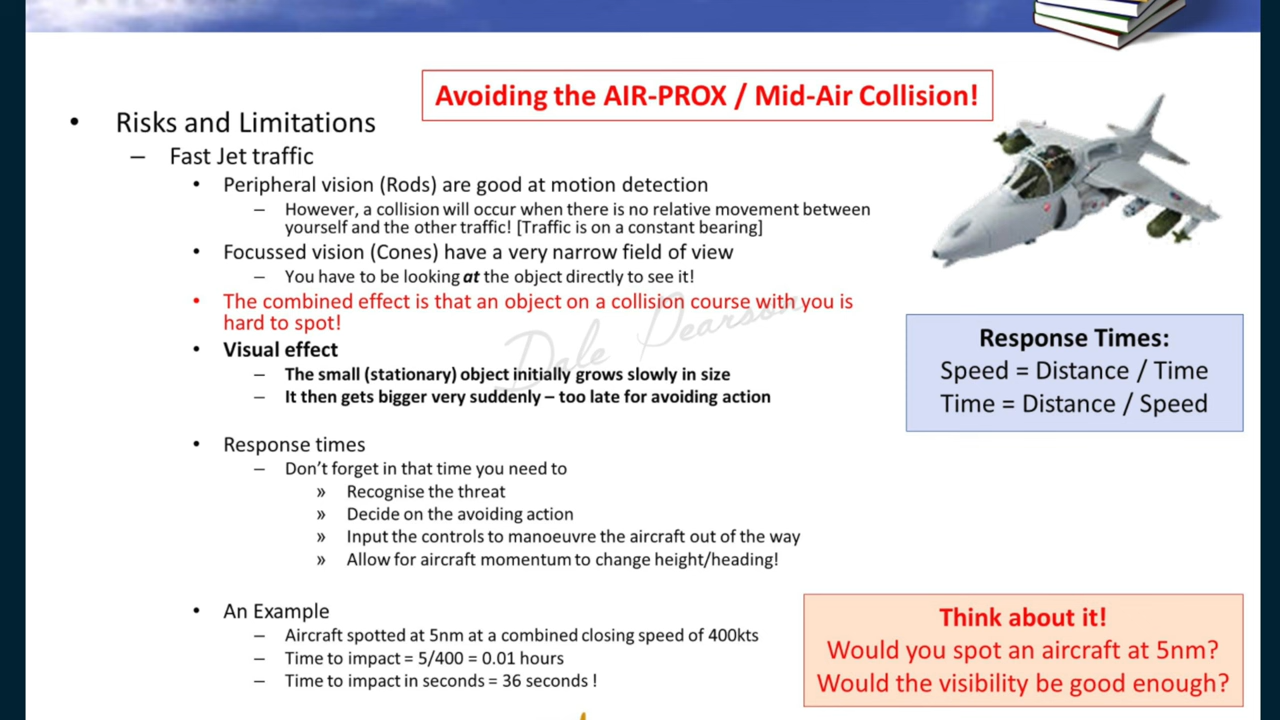 Avoiding the AIR-PROX / Mid-Air Collision!
• Risks and Limitations
– Fast Jet traffic
• Peripheral vision (Rods) are good at motion detection
– However, a collision will occur when there is no relative movement between
yourself and the other traffic! [Traffic is on a constant bearing]
• Focussed vision (Cones) have a very narrow field of view
– You have to be looking at the object directly to see it!
• The combined effect is that an object on a collision course with you is
hard to spot!
• Visual effect
– The small (stationary) object initially grows slowly in size
– It then gets bigger very suddenly – too late for avoiding action
Dale Pearson
Response Times:
Speed = Distance / Time
Time = Distance / Speed
• Response times
– Don't forget in that time you need to
» Recognise the threat
» Decide on the avoiding action
» Input the controls to manoeuvre the aircraft out of the way
» Allow for aircraft momentum to change height/heading!
• An Example
– Aircraft spotted at 5nm at a combined closing speed of 400kts
– Time to impact = 5/400 = 0.01 hours
– Time to impact in seconds = 36 seconds !
Think about it!
Would you spot an aircraft at 5nm?
Would the visibility be good enough?